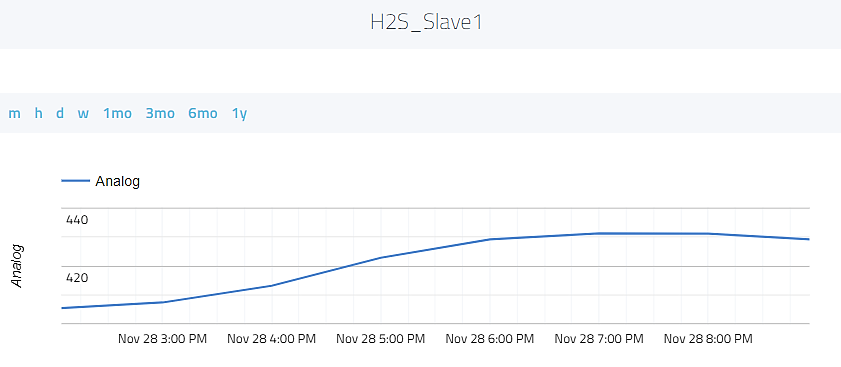 H2S_Slave1
m h d w 1mo 3mo 6mo 1y
Analog
440
Analog
420
Nov 28 3:00 PM Nov 28 4:00 PM Nov 28 5:00 PM Nov 28 6:00 PM Nov 28 7:00 PM Nov 28 8:00 PM